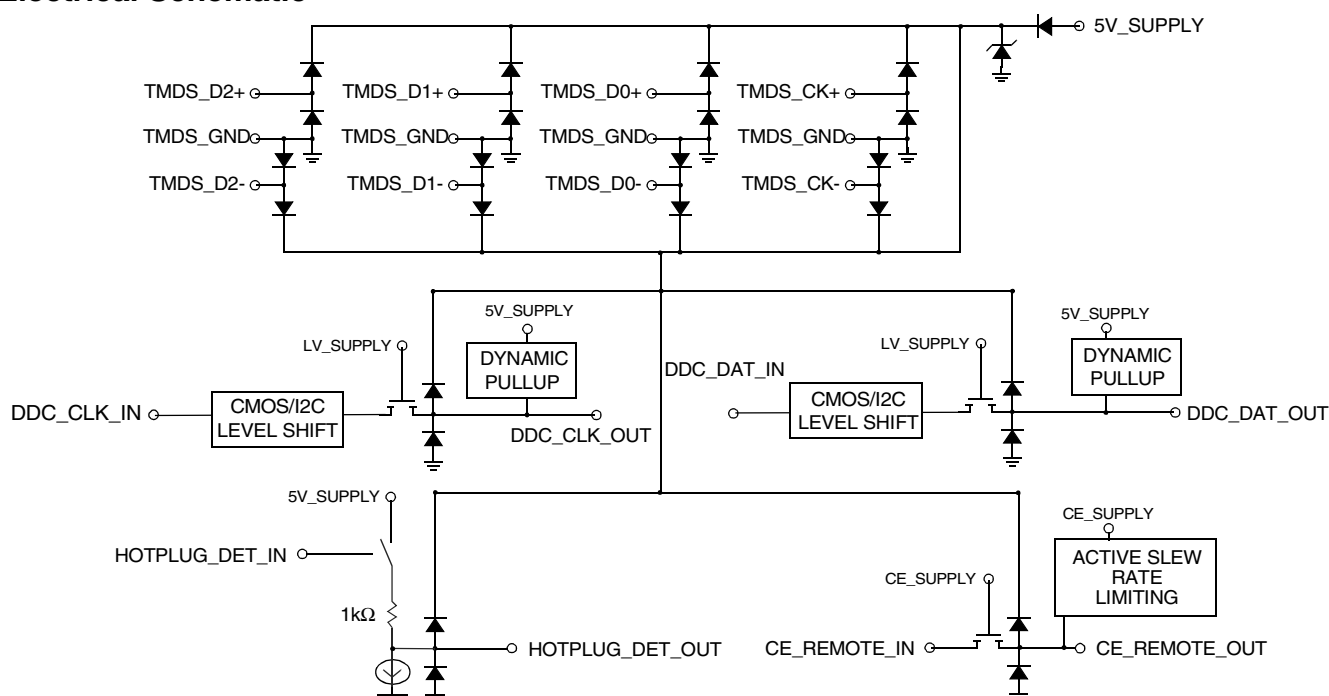 5V_SUPPLY
TMDS_D2+
TMDS_D1+
TMDS_D0+
TMDS_CK+
TMDS_GND
TMDS_GND
TMDS_GND
TMDS_GND
TMDS_D2-
TMDS_D1-
TMDS_D0-
TMDS_CK-
5V_SUPPLY
5V_SUPPLY
LV_SUPPLY
LV_SUPPLY
DYNAMIC
PULLUP
DYNAMIC
PULLUP
DDC_DAT_IN
DDC_CLK_IN
CMOS/I2C
LEVEL SHIFT
DDC_CLK_OUT
CMOS/I2C
LEVEL SHIFT
DDC_DAT_OUT
5V_SUPPLY
CE_SUPPLY
HOTPLUG_DET_IN
ACTIVE SLEW
RATE
LIMITING
CE_SUPPLY
1kΩ
HOTPLUG_DET_OUT
CE_REMOTE_IN
CE_REMOTE_OUT